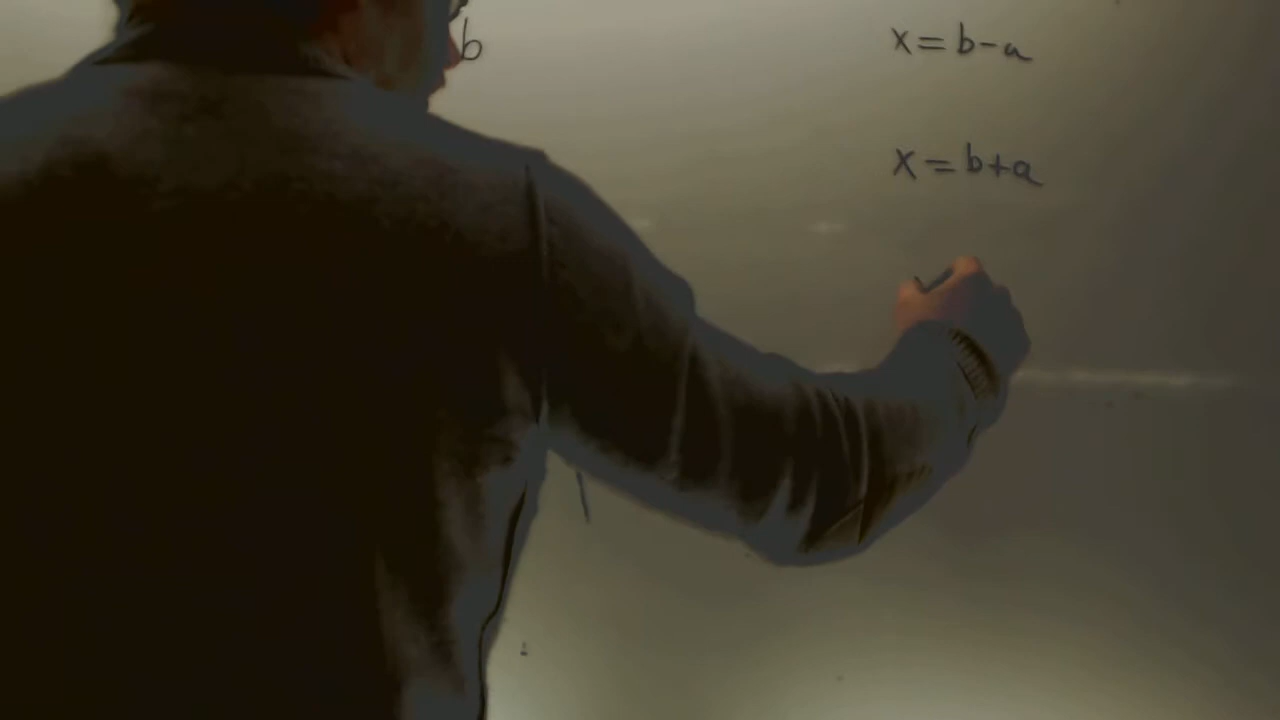 b
x = b - a
x = b + a